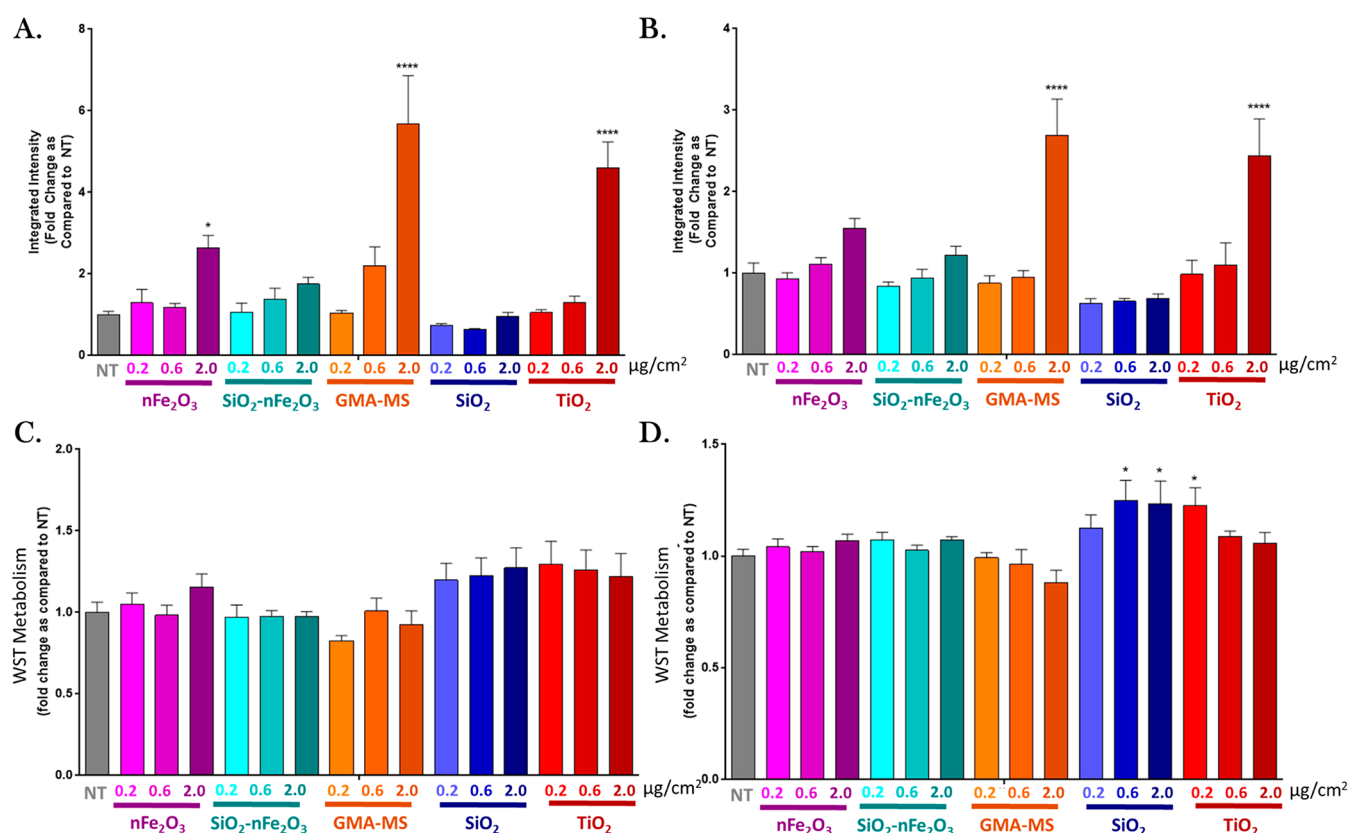 A.
Integrated Intensity
(Fold Change as
Compared to NT)
8
6
4
2
0
*
****
****
NT 0.2 0.6 2.0 0.2 0.6 2.0 0.2 0.6 2.0 0.2 0.6 2.0 0.2 0.6 2.0 μg/cm²
nFe₂O₃ SiO₂-nFe₂O₃ GMA-MS SiO₂ TiO₂
B.
Integrated Intensity
(Fold Change as
Compared to NT)
4
3
2
1
0
****
****
NT 0.2 0.6 2.0 0.2 0.6 2.0 0.2 0.6 2.0 0.2 0.6 2.0 0.2 0.6 2.0 μg/cm²
nFe₂O₃ SiO₂-nFe₂O₃ GMA-MS SiO₂ TiO₂
C.
WST Metabolism
(fold change as compared to NT)
2.0
1.5
1.0
0.5
0.0
NT 0.2 0.6 2.0 0.2 0.6 2.0 0.2 0.6 2.0 0.2 0.6 2.0 0.2 0.6 2.0 μg/cm²
nFe₂O₃ SiO₂-nFe₂O₃ GMA-MS SiO₂ TiO₂
D.
WST Metabolism
(fold change as compared to NT)
1.5
1.0
0.5
0.0
* * *
NT 0.2 0.6 2.0 0.2 0.6 2.0 0.2 0.6 2.0 0.2 0.6 2.0 0.2 0.6 2.0 μg/cm²
nFe₂O₃ SiO₂-nFe₂O₃ GMA-MS SiO₂ TiO₂